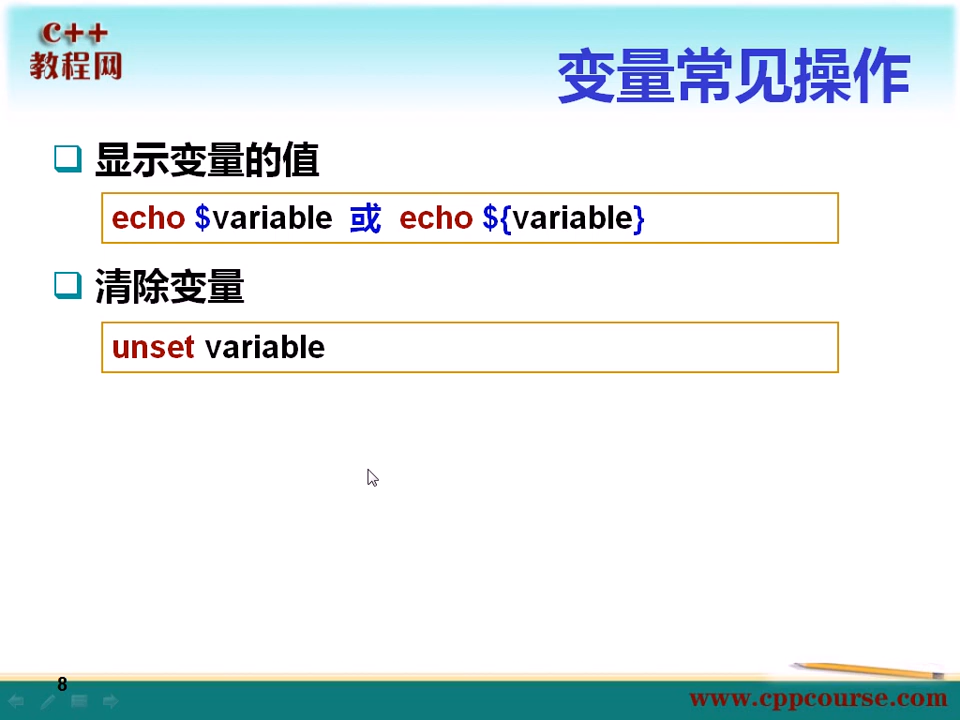 c++
教程网
变量常见操作
显示变量的值
echo $variable 或 echo ${variable}
清除变量
unset variable
8
www.cppcourse.com